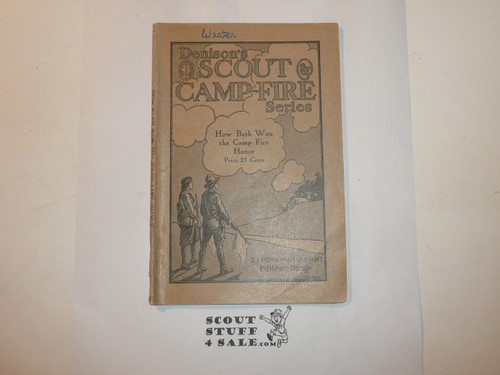 Denison's
SCOUT
CAMP-FIRE
Series
How Beth Won
the Camp Fire
Honor
Price 25 Cents
SCOUT
STUFF
4 SALE.com